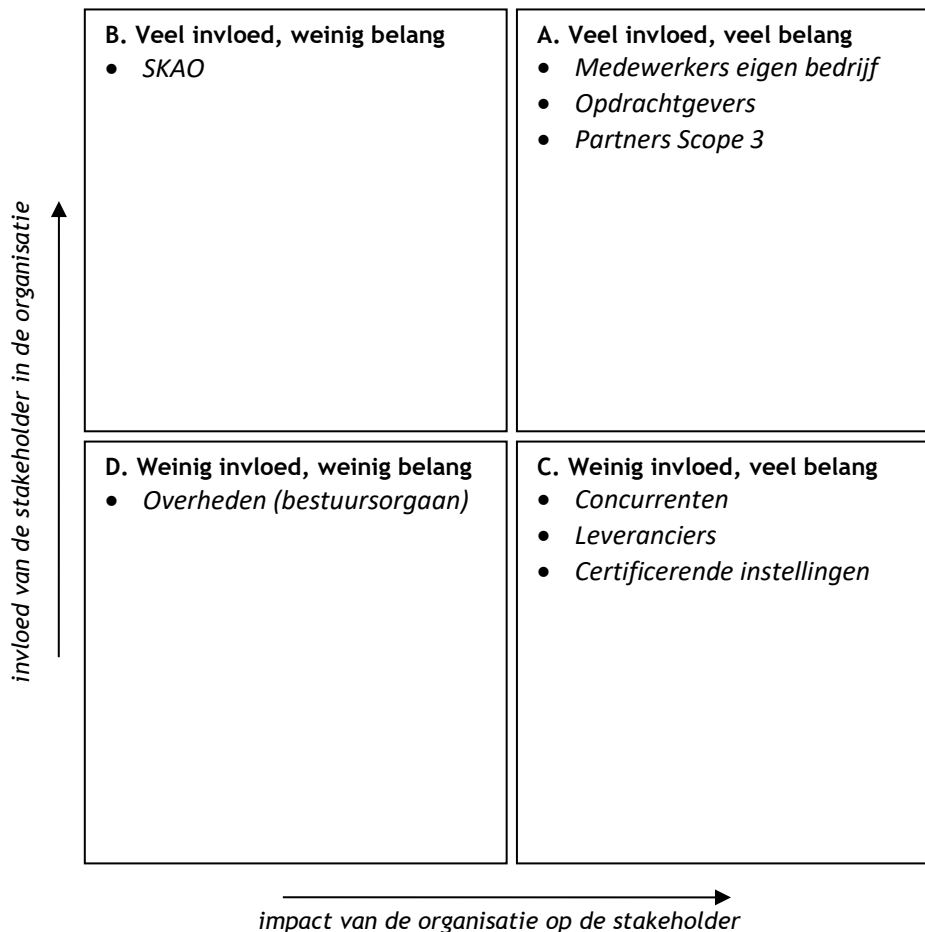 B. Veel invloed, weinig belang
• SKAO
A. Veel invloed, veel belang
• Medewerkers eigen bedrijf
• Opdrachtgevers
• Partners Scope 3
invloed van de stakeholder in de organisatie
D. Weinig invloed, weinig belang
• Overheden (bestuursorgaan)
C. Weinig invloed, veel belang
• Concurrenten
• Leveranciers
• Certificerende instellingen
impact van de organisatie op de stakeholder